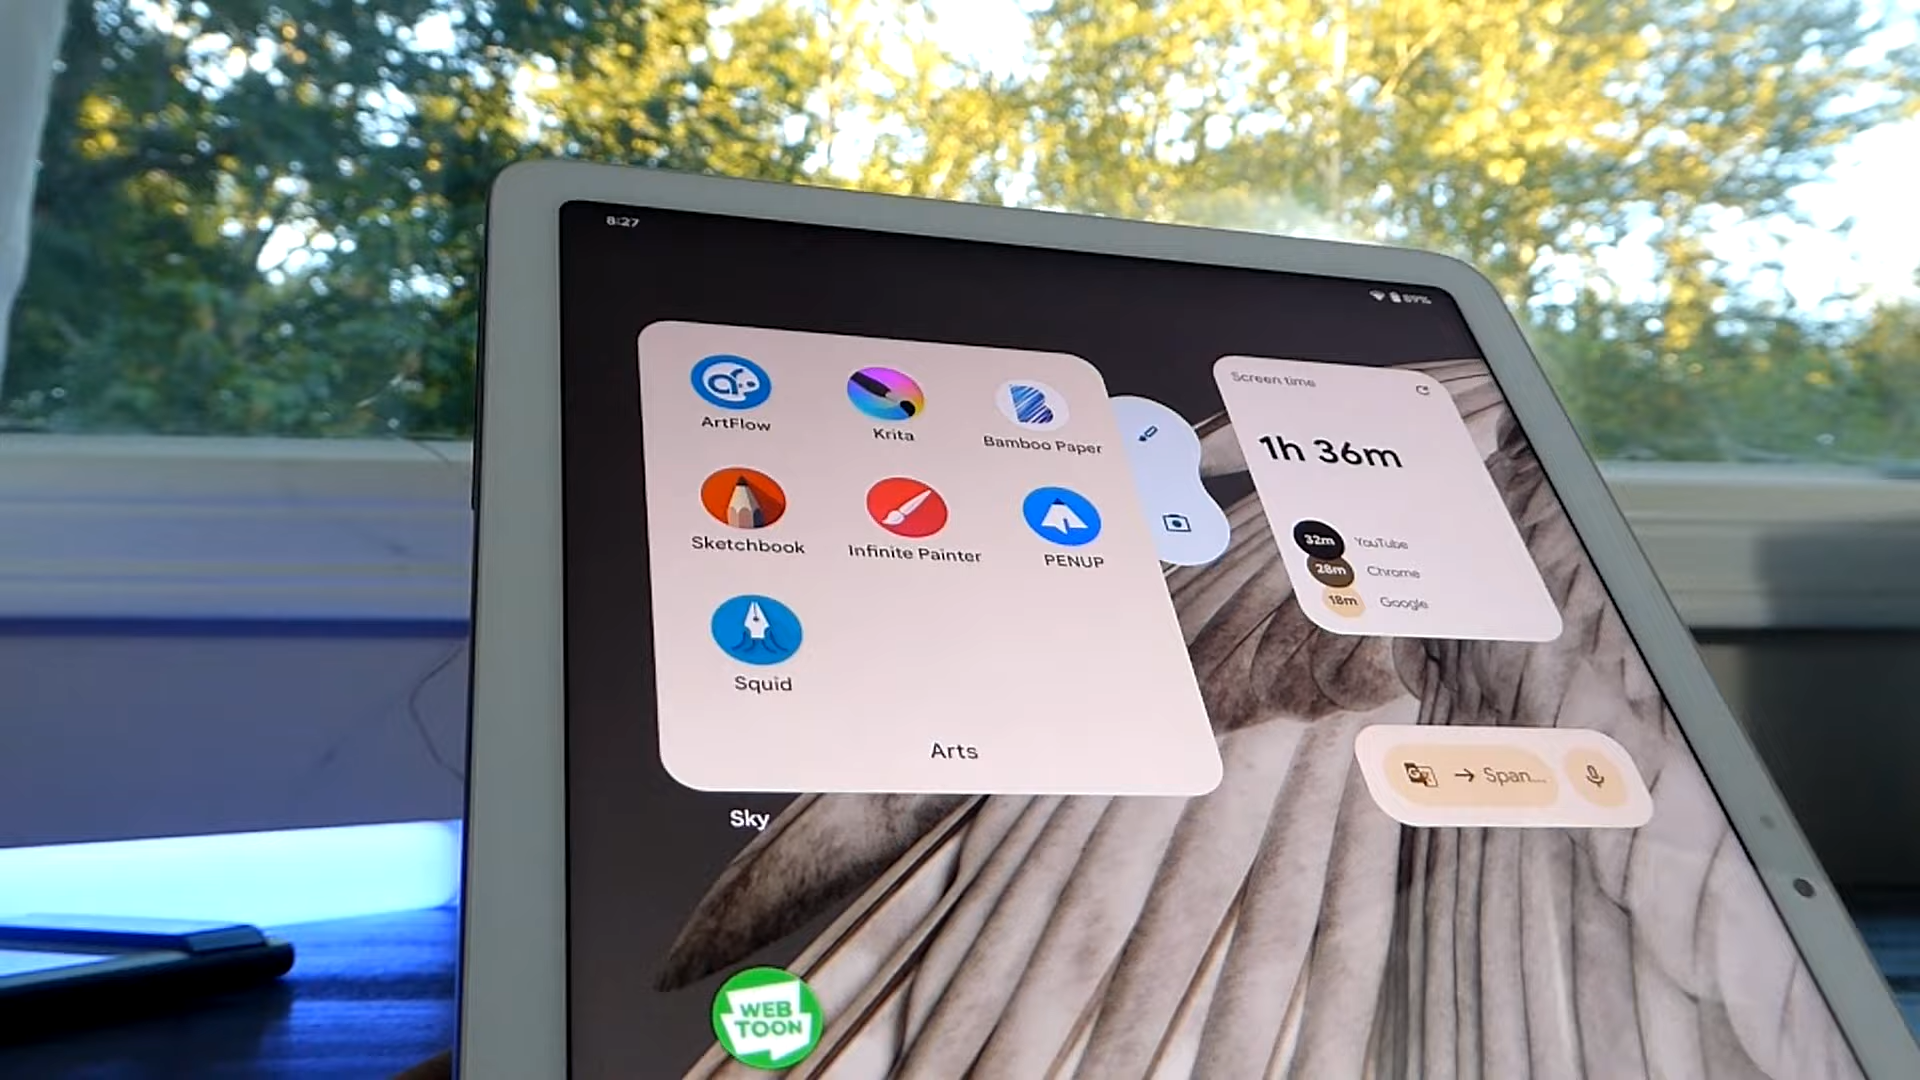 8:27
89%
ArtFlow
Krita
Bamboo Paper
Sketchbook
Infinite Painter
PENUP
Squid
Arts
Screen time
1h 36m
32m YouTube
28m Chrome
18m Google
G → Span...
Sky
WEB
TOON